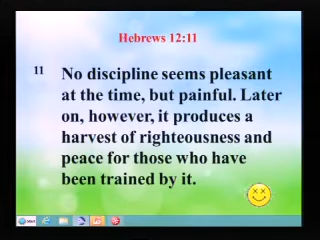 Hebrews 12:11
11 No discipline seems pleasant
at the time, but painful. Later
on, however, it produces a
harvest of righteousness and
peace for those who have
been trained by it.